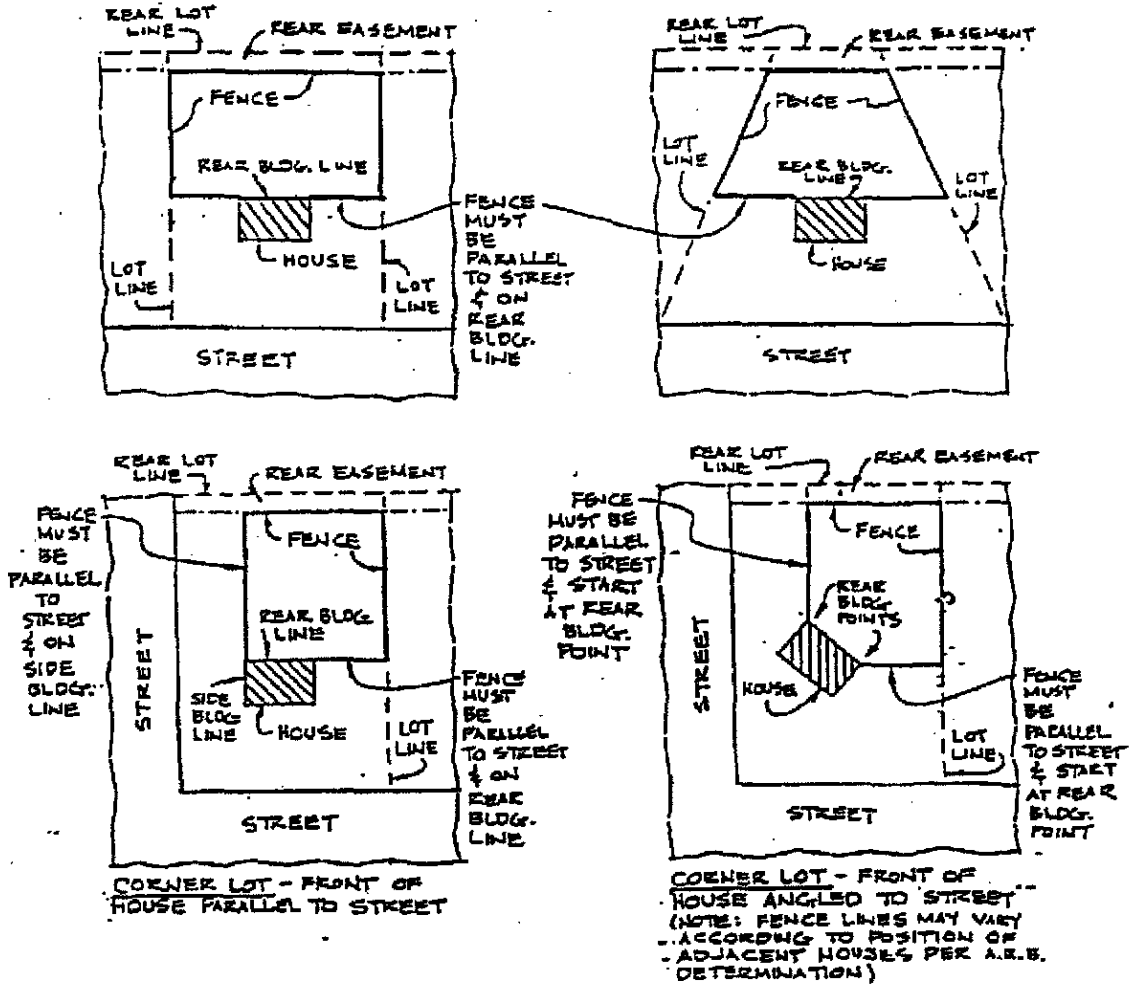 REAR LOT
LINE
REAR EASEMENT
FENCE
REAR BLDG. LINE
HOUSE
LOT
LINE
LOT
LINE
STREET
FENCE
MUST
BE
PARALLEL
TO STREET
& ON
REAR
BLDG.
LINE
REAR LOT
LINE
REAR EASEMENT
FENCE
LOT
LINE
REAR BLDG.
LINE
LOT
LINE
HOUSE
STREET
REAR LOT
LINE
REAR EASEMENT
FENCE
MUST
BE
PARALLEL
TO
STREET
& ON
SIDE
BLDG.
LINE
STREET
FENCE
REAR BLDG
LINE
SIDE
BLDG
LINE
HOUSE
LOT
LINE
FENCE
MUST
BE
PARALLEL
TO STREET
& ON
REAR
BLDG.
LINE
STREET
CORNER LOT - FRONT OF
HOUSE PARALLEL TO STREET
REAR LOT
LINE
REAR EASEMENT
FENCE
MUST BE
PARALLEL
TO STREET
& START
AT REAR
BLDG.
POINT
STREET
FENCE
REAR
BLDG
POINTS
HOUSE
FENCE
MUST
BE
PARALLEL
TO STREET
& START
AT REAR
BLDG.
POINT
LOT
LINE
STREET
CORNER LOT - FRONT OF
HOUSE ANGLED TO STREET
(NOTE: FENCE LINES MAY VARY
ACCORDING TO POSITION OF
ADJACENT HOUSES PER A.R.B.
DETERMINATION)